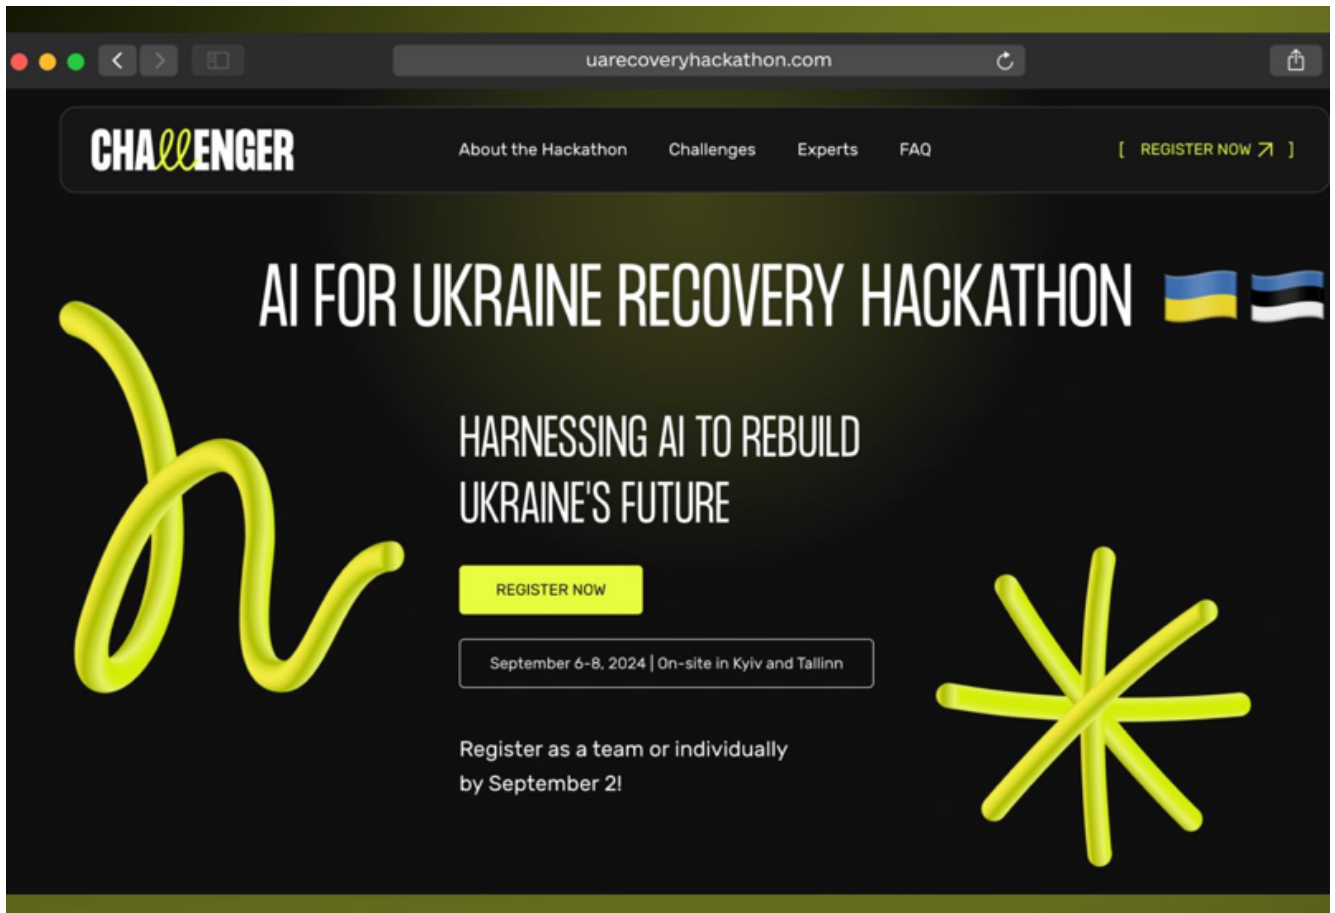 uarecoveryhackathon.com
CHALLENGER
About the Hackathon Challenges Experts FAQ [ REGISTER NOW ]
AI FOR UKRAINE RECOVERY HACKATHON
HARNESSING AI TO REBUILD
UKRAINE'S FUTURE
REGISTER NOW
September 6-8, 2024 | On-site in Kyiv and Tallinn
Register as a team or individually
by September 2!